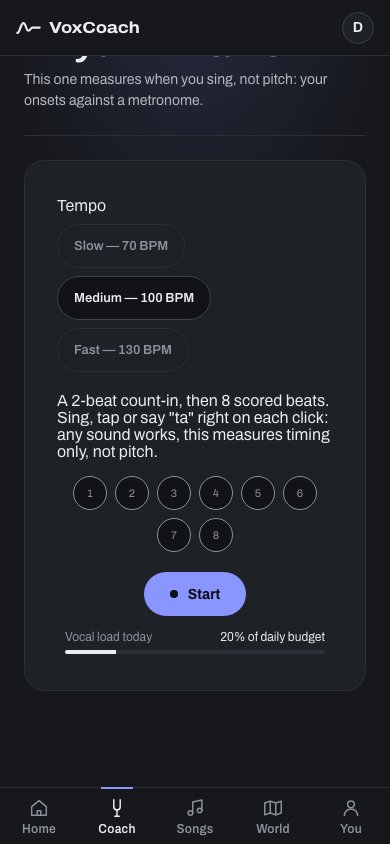 VoxCoach
D
This one measures when you sing, not pitch: your
onsets against a metronome.
Tempo
Slow — 70 BPM
Medium — 100 BPM
Fast — 130 BPM
A 2-beat count-in, then 8 scored beats.
Sing, tap or say "ta" right on each click:
any sound works, this measures timing
only, not pitch.
1 2 3 4 5 6
7 8
Start
Vocal load today 20% of daily budget
Home Coach Songs World You